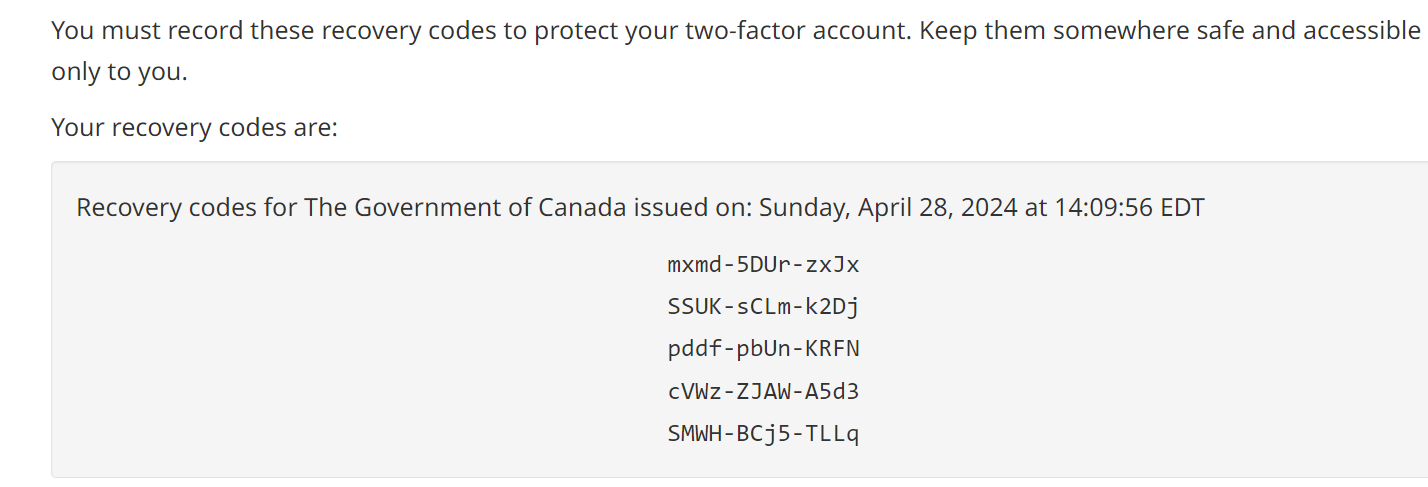 You must record these recovery codes to protect your two-factor account. Keep them somewhere safe and accessible
only to you.
Your recovery codes are:
Recovery codes for The Government of Canada issued on: Sunday, April 28, 2024 at 14:09:56 EDT
mxmd-5DUr-zxJx
SSUK-sCLm-k2Dj
pddf-pbUn-KRFN
cVWz-ZJAW-A5d3
SMWH-BCj5-TLLq